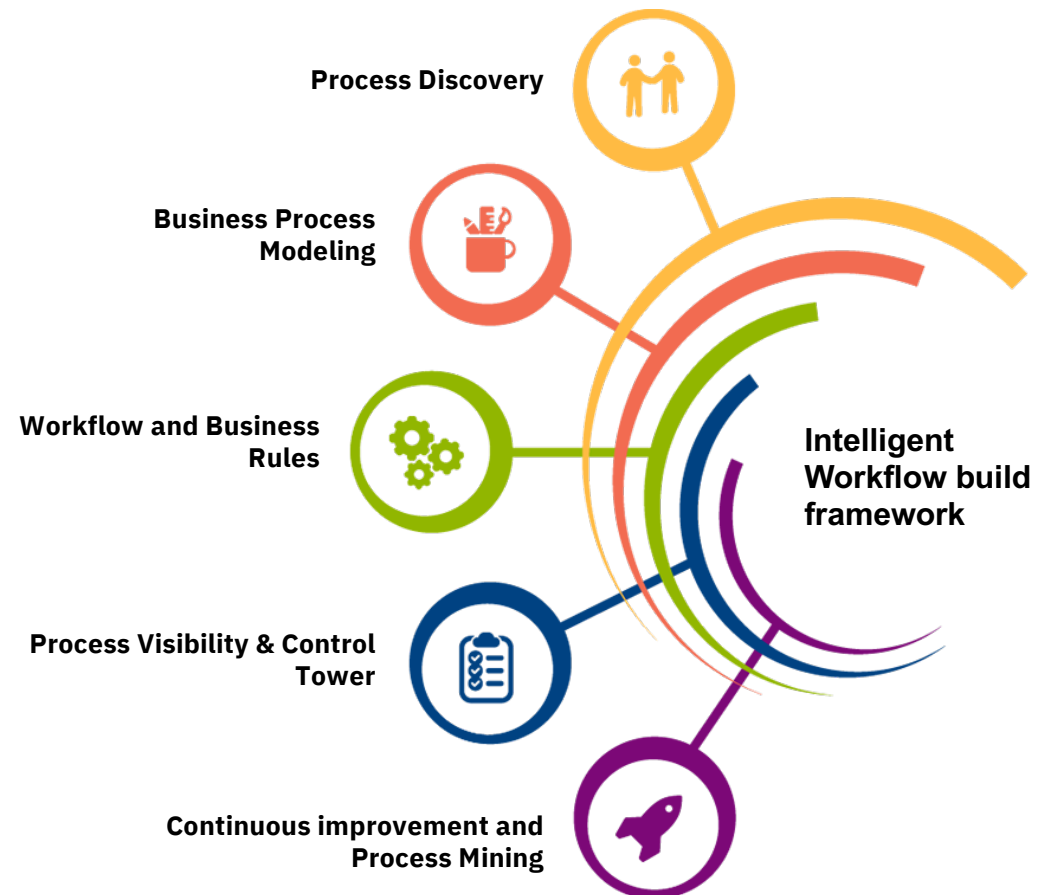 Process Discovery
Business Process
Modeling
Workflow and Business
Rules
Intelligent
Workflow build
framework
Process Visibility & Control
Tower
Continuous improvement and
Process Mining